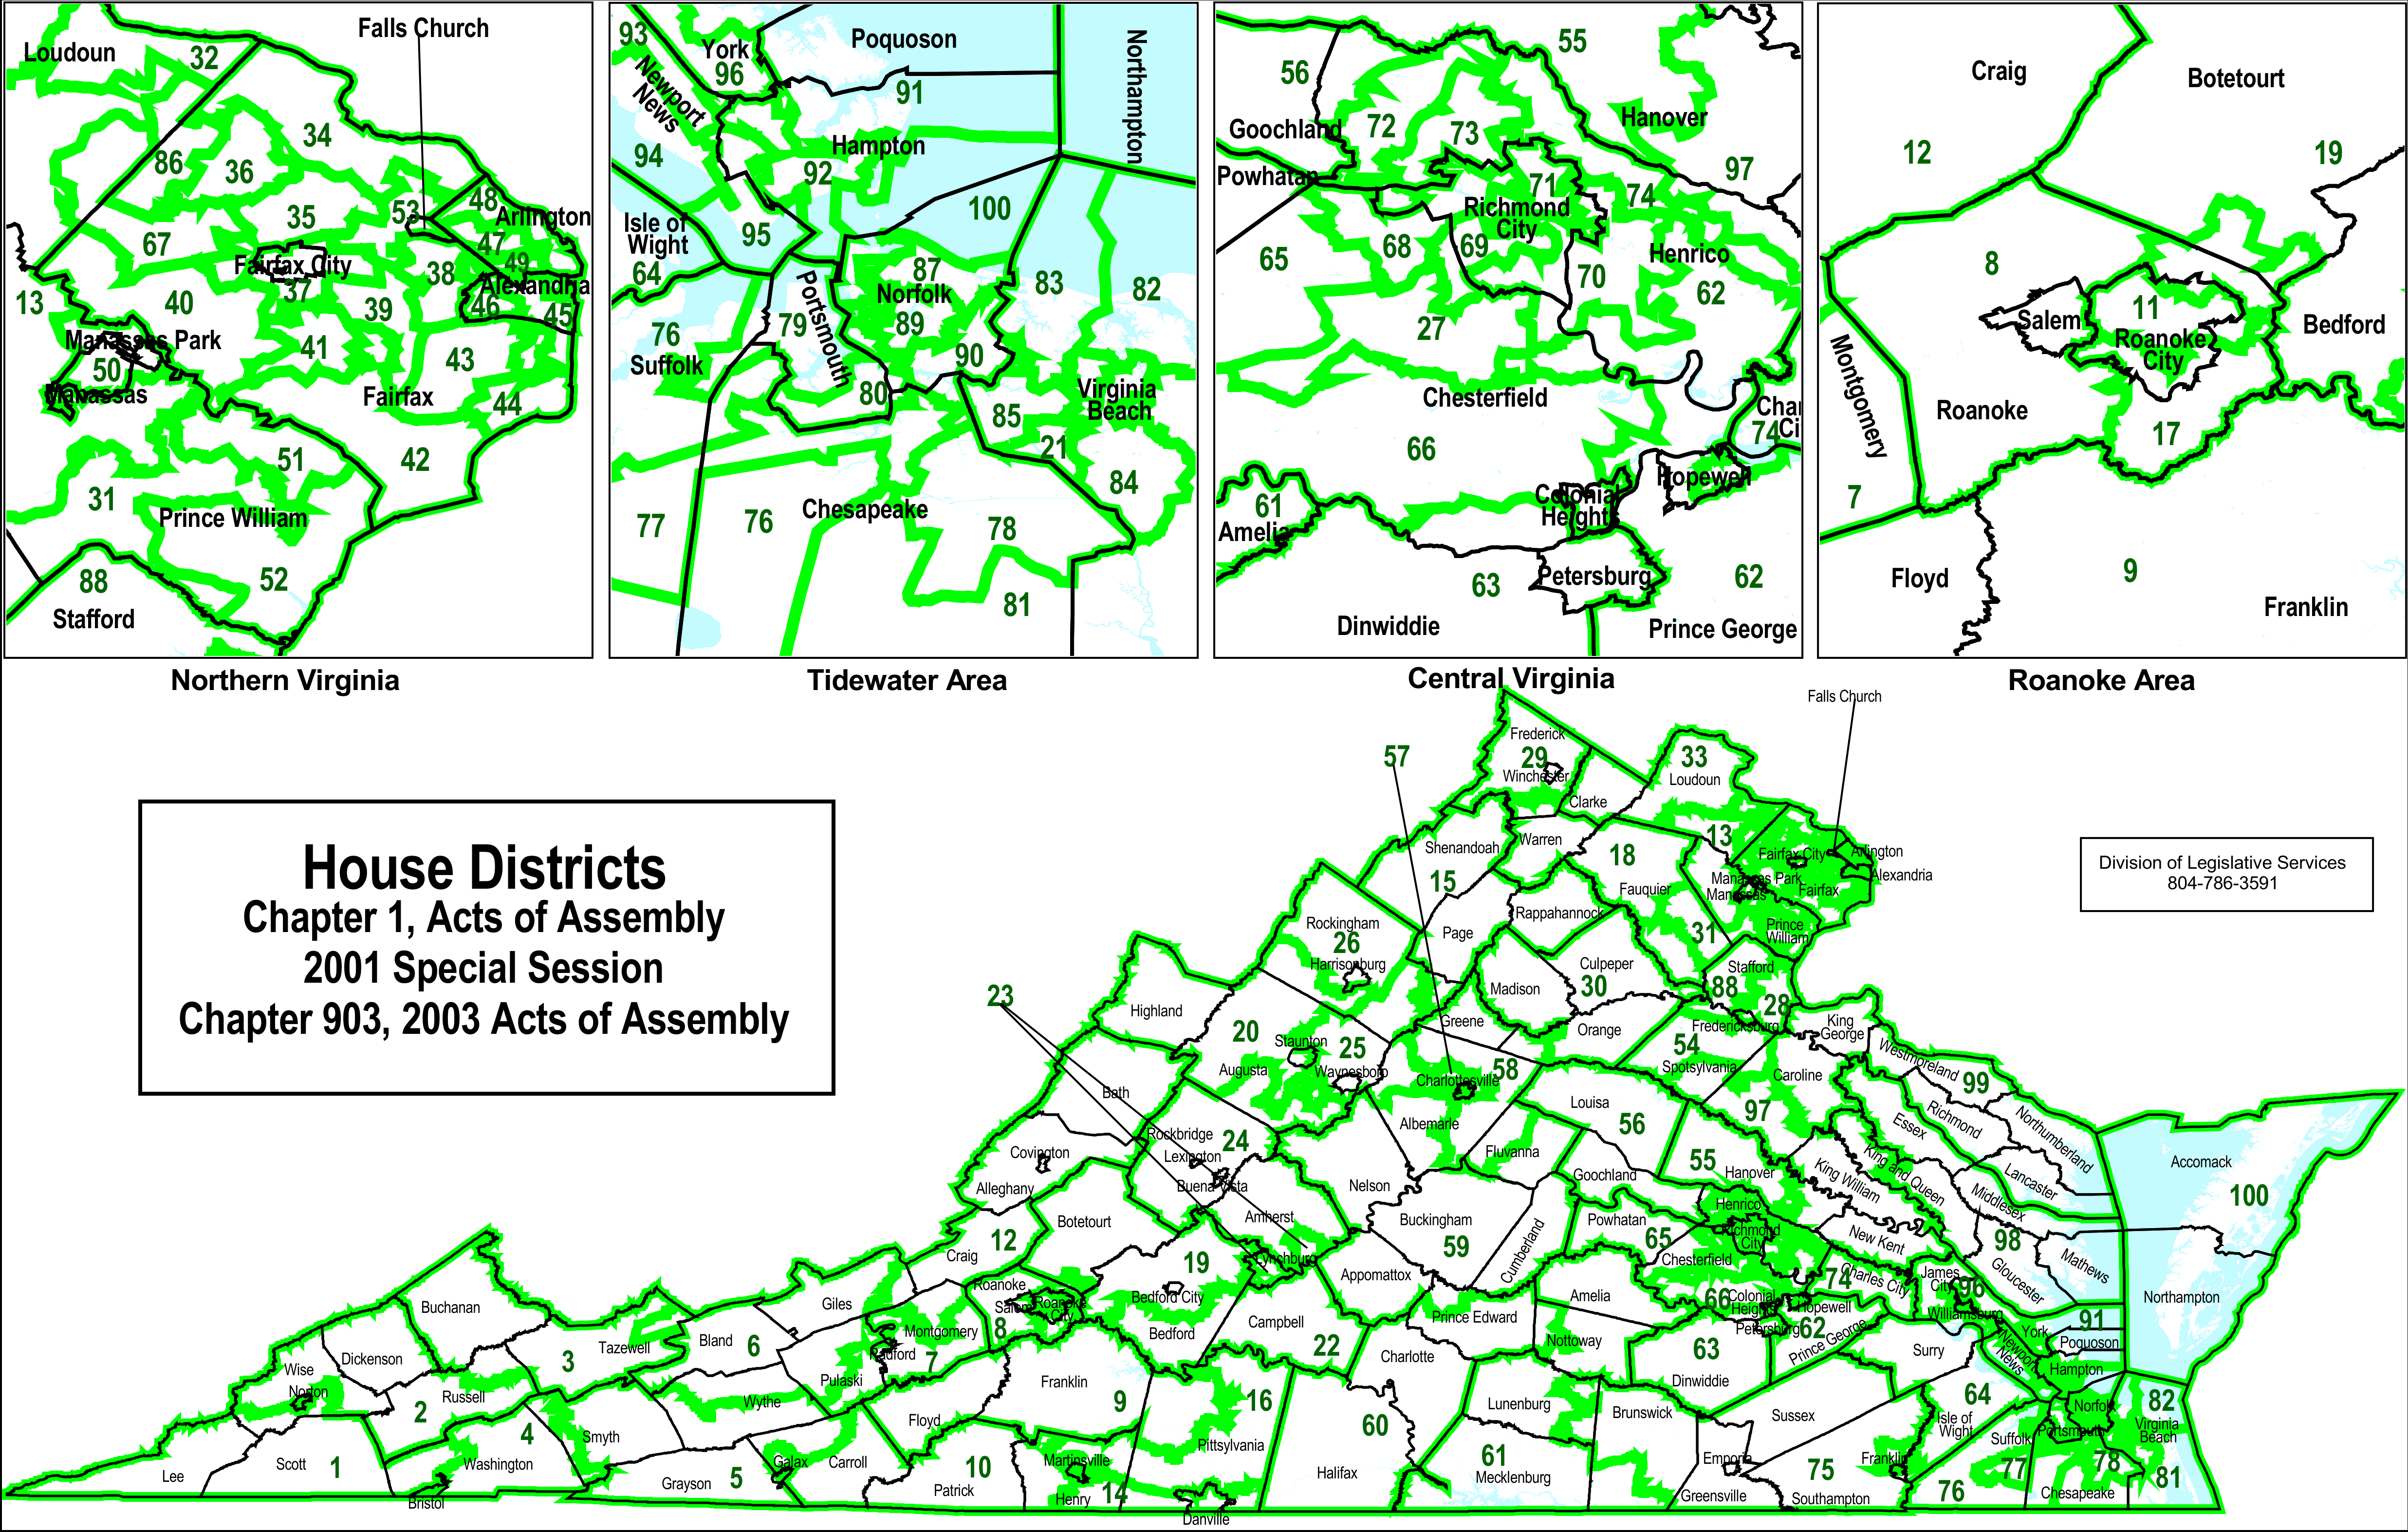 Loudoun
32
Falls Church
34
86
36
48
53
Arlington
35
67
47
Fairfax City
49
38
Alexandria
37
13
40
39
46
45
Manassas Park
41
43
50
Manassas
Fairfax
44
51
42
31
Prince William
52
88
Stafford
Northern Virginia
93
York
Poquoson
96
Newport
News
91
Northampton
Hampton
94
92
100
Isle of
Wight
95
64
87
83
82
Norfolk
79
Portsmouth
89
76
90
Suffolk
80
Virginia
Beach
85
21
84
Chesapeake
77
76
78
81
Tidewater Area
55
56
Hanover
Goochland
72
73
97
Powhatan
71
74
Richmond
City
68
69
65
Henrico
70
62
27
Chesterfield
Char
Ci
74
66
Hopewell
61
Colonial
Heights
Amelia
63
Petersburg
62
Dinwiddie
Prince George
Central Virginia
Craig
Botetourt
12
19
8
11
Salem
Roanoke
City
Bedford
Montgomery
Roanoke
17
7
Floyd
9
Franklin
Roanoke Area
House Districts
Chapter 1, Acts of Assembly
2001 Special Session
Chapter 903, 2003 Acts of Assembly
Division of Legislative Services
804-786-3591
Falls Church
57
Frederick
29
Winchester
33
Loudoun
Clarke
13
Warren
Shenandoah
18
Fairfax City
Arlington
15
Manassas Park
Alexandria
Fauquier
Manassas
Fairfax
Rappahannock
Rockingham
Page
31
Prince
William
26
Harrisonburg
Culpeper
Stafford
30
88
Madison
23
28
Highland
Greene
Orange
Fredericksburg
King
George
20
Staunton
25
54
Westmoreland
Augusta
Waynesboro
Charlottesville
58
Spotsylvania
Caroline
99
Bath
Louisa
97
Richmond
Northumberland
Albemarle
56
Essex
Rockbridge
24
Covington
Lexington
Fluvanna
55
Hanover
King and Queen
Accomack
Alleghany
Buena Vista
Nelson
Goochland
King William
Lancaster
100
Middlesex
Botetourt
Amherst
Buckingham
Henrico
Powhatan
Richmond
City
New Kent
12
Craig
59
Cumberland
65
98
19
Lynchburg
Chesterfield
Mathews
Appomattox
James
City
74
Charles City
96
Gloucester
Northampton
Roanoke
Salem
Roanoke
City
Bedford City
Giles
Amelia
66
Colonial
Heights
Hopewell
Williamsburg
91
Buchanan
Montgomery
8
Bedford
Campbell
Prince Edward
Petersburg
62
Prince George
York
Poquoson
Tazewell
Bland
6
Radford
7
22
Nottoway
63
Surry
Newport
News
Hampton
Dickenson
3
Charlotte
Wise
Norton
Pulaski
Franklin
Dinwiddie
Russell
Wythe
9
16
64
82
2
Floyd
60
Lunenburg
Brunswick
Sussex
Isle of
Wight
Norfolk
Portsmouth
Virginia
Beach
4
Smyth
Pittsylvania
Suffolk
Washington
Galax
Carroll
Martinsville
61
Emporia
Franklin
Lee
Scott
1
Grayson
5
10
Patrick
Henry
14
Halifax
Mecklenburg
75
77
78
81
Bristol
Danville
Greensville
Southampton
76
Chesapeake